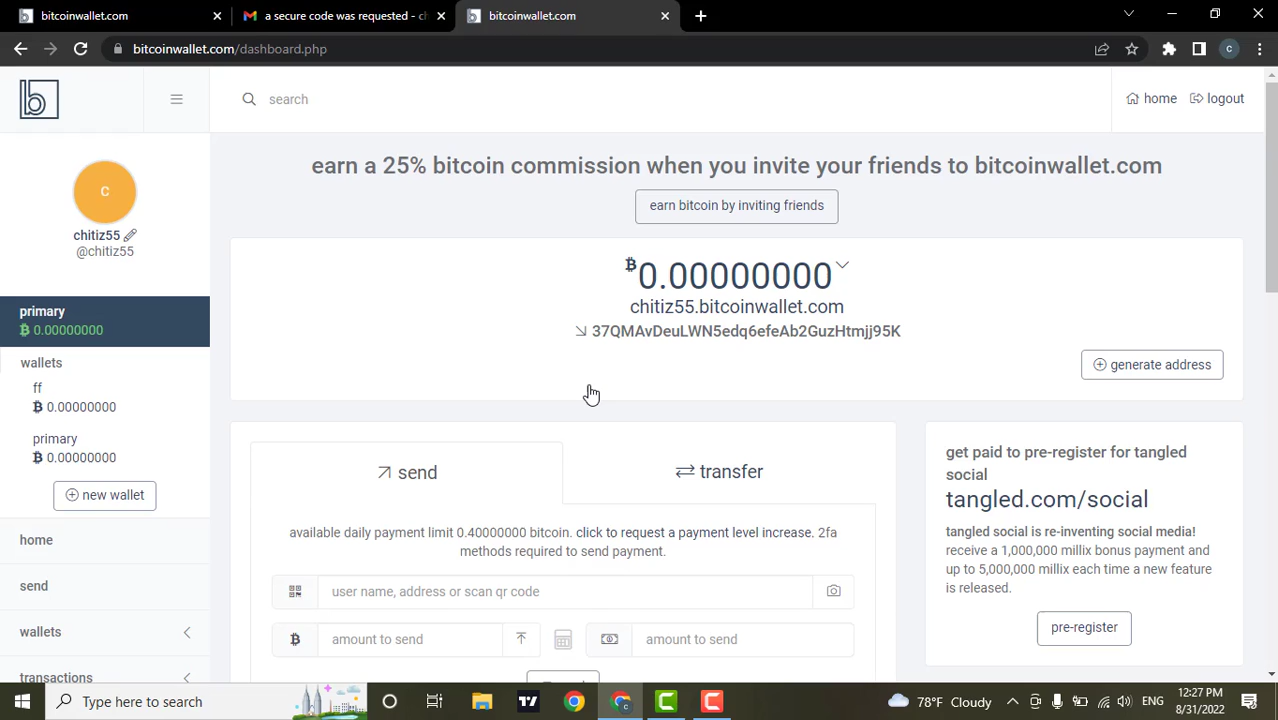 bitcoinwallet.com
a secure code was requested - c
bitcoinwallet.com
bitcoinwallet.com/dashboard.php
C
b
search
home
logout
earn a 25% bitcoin commission when you invite your friends to bitcoinwallet.com
earn bitcoin by inviting friends
C
chitiz55
@chitiz55
₿0.00000000
chitiz55.bitcoinwallet.com
37QMAvDeuLWN5edq6efeAb2GuzHtmjj95K
generate address
primary
₿ 0.00000000
wallets
ff
₿ 0.00000000
primary
₿ 0.00000000
new wallet
home
send
wallets
transactions
send
transfer
available daily payment limit 0.40000000 bitcoin. click to request a payment level increase. 2fa
methods required to send payment.
user name, address or scan qr code
₿ amount to send
amount to send
get paid to pre-register for tangled
social
tangled.com/social
tangled social is re-inventing social media!
receive a 1,000,000 millix bonus payment and
up to 5,000,000 millix each time a new feature
is released.
pre-register
Type here to search
78°F Cloudy
ENG
12:27 PM
8/31/2022